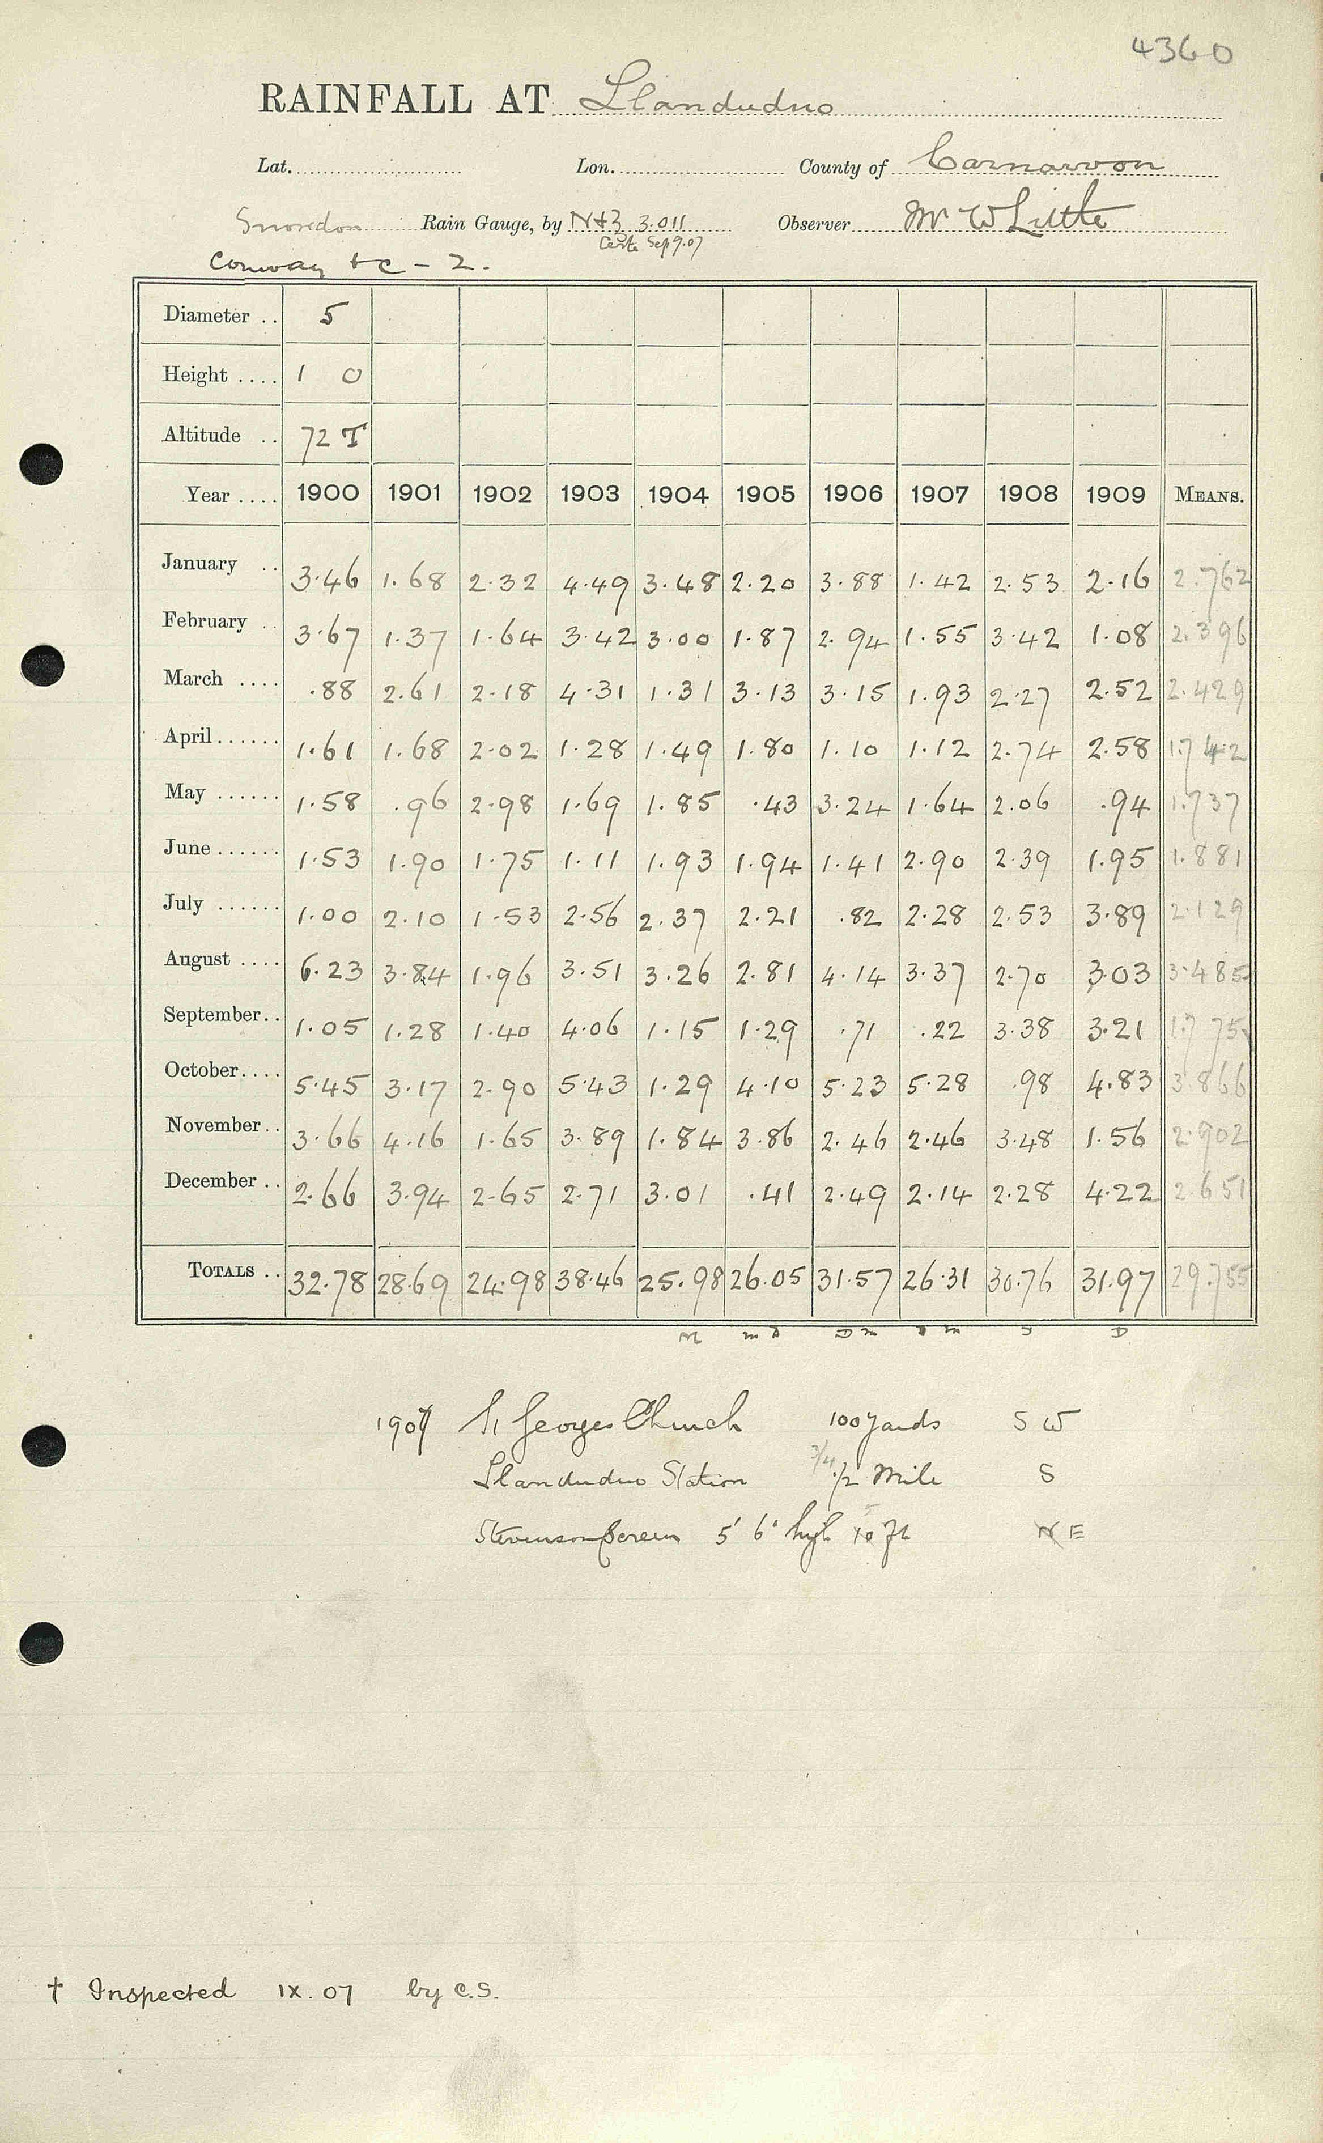 4360
RAINFALL AT Llandudno
Lat. Lon. County of Carnarvon
Snowdon Rain Gauge, by N+Z 3.011 Observer Mr W Little
Certe Sep 9.07
Conway &c - 2.
Diameter .. 5
Height .... 1 0
Altitude .. 72 T
Year .... 1900 1901 1902 1903 1904 1905 1906 1907 1908 1909 MEANS.
January .. 3.46 1.68 2.32 4.49 3.48 2.20 3.88 1.42 2.53 2.16 2.762
February .. 3.67 1.37 1.64 3.42 3.00 1.87 2.94 1.55 3.42 1.08 2.396
March .... .88 2.61 2.18 4.31 1.31 3.13 3.15 1.93 2.27 2.52 2.429
April ...... 1.61 1.68 2.02 1.28 1.49 1.80 1.10 1.12 2.74 2.58 1.742
May ...... 1.58 .96 2.98 1.69 1.85 .43 3.24 1.64 2.06 .94 1.737
June ...... 1.53 1.90 1.75 1.11 1.93 1.94 1.41 2.90 2.39 1.95 1.881
July ...... 1.00 2.10 1.53 2.56 2.37 2.21 .82 2.28 2.53 3.89 2.129
August .... 6.23 3.84 1.96 3.51 3.26 2.81 4.14 3.37 2.70 3.03 3.485
September .. 1.05 1.28 1.40 4.06 1.15 1.29 .71 .22 3.38 3.21 1.775
October .... 5.45 3.17 2.90 5.43 1.29 4.10 5.23 5.28 .98 4.83 3.866
November .. 3.66 4.16 1.65 3.89 1.84 3.86 2.46 2.46 3.48 1.56 2.902
December .. 2.66 3.94 2.65 2.71 3.01 .41 2.49 2.14 2.28 4.22 2.651
TOTALS .. 32.78 28.69 24.98 38.46 25.98 26.05 31.57 26.31 30.76 31.97 29.755
M m D D m D m S D
1907 St Georges Church 100 yards S W
Llandudno Station 3/4 1/2 Mile S
Stevenson Screen 5' 6" high 10 ft N E
† Inspected IX. 07 by C.S.